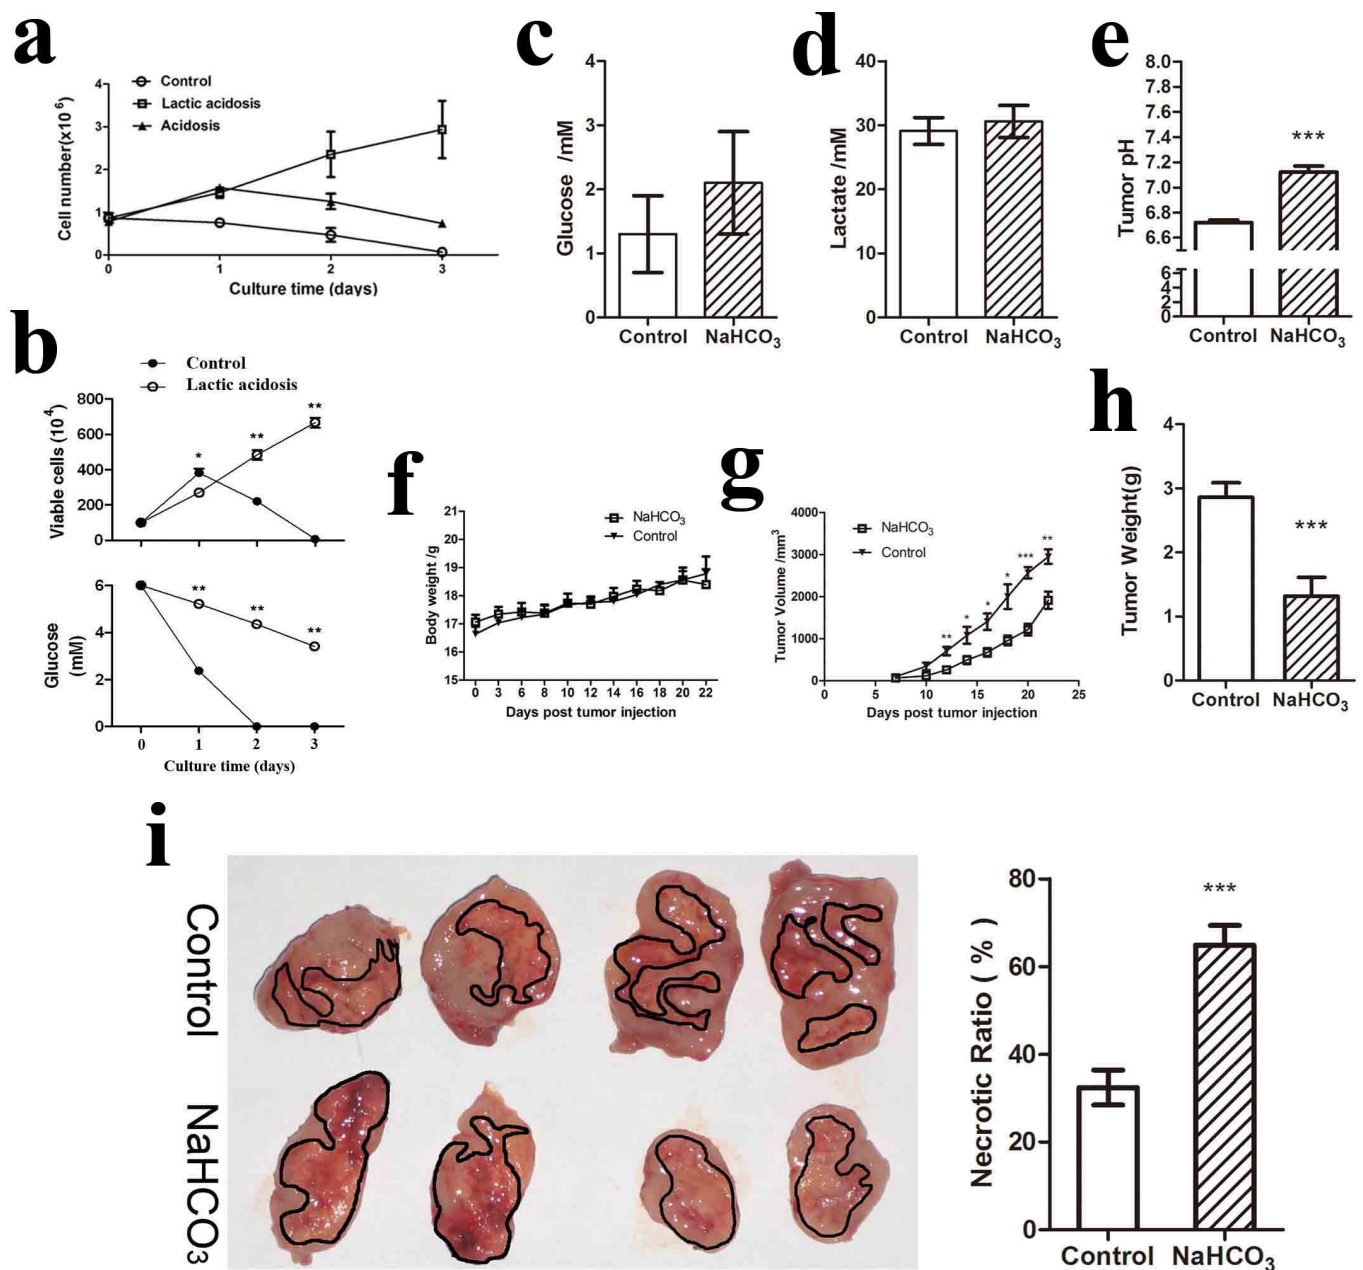 a
Control
Lactic acidosis
Acidosis
Cell number(x10⁶)
4
3
2
1
0
0 1 2 3
Culture time (days)
b
Control
Lactic acidosis
Viable cells (10⁴)
800
600
400
200
0
*
**
**
Glucose
(mM)
6
4
2
0
**
**
**
0 1 2 3
Culture time (days)
c
Glucose /mM
4
3
2
1
0
Control NaHCO₃
d
Lactate /mM
40
30
20
10
0
Control NaHCO₃
e
Tumor pH
8.0
7.8
7.6
7.4
7.2
7.0
6.8
6.6
6
4
2
0
***
Control NaHCO₃
f
NaHCO₃
Control
Body weight /g
21
20
19
18
17
16
15
0 3 6 8 10 12 14 16 18 20 22
Days post tumor injection
g
NaHCO₃
Control
Tumor Volume /mm³
4000
3000
2000
1000
0
** * * * *** **
0 5 10 15 20 25
Days post tumor injection
h
Tumor Weight(g)
4
3
2
1
0
***
Control NaHCO₃
i
Control
NaHCO₃
Necrotic Ratio ( % )
80
60
40
20
0
***
Control NaHCO₃